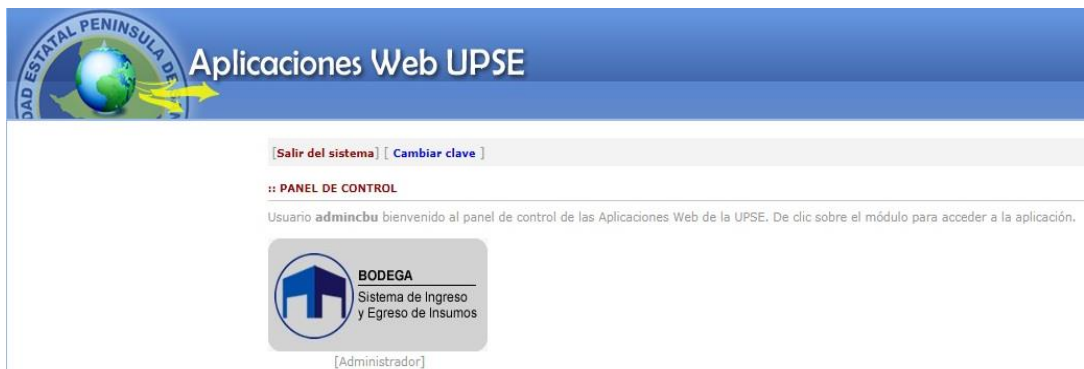 DAD ESTATAL PENINSULA DE
Aplicaciones Web UPSE
[Salir del sistema] [ Cambiar clave ]
:: PANEL DE CONTROL
Usuario admincbu bienvenido al panel de control de las Aplicaciones Web de la UPSE. De clic sobre el módulo para acceder a la aplicación.
BODEGA
Sistema de Ingreso
y Egreso de Insumos
[Administrador]